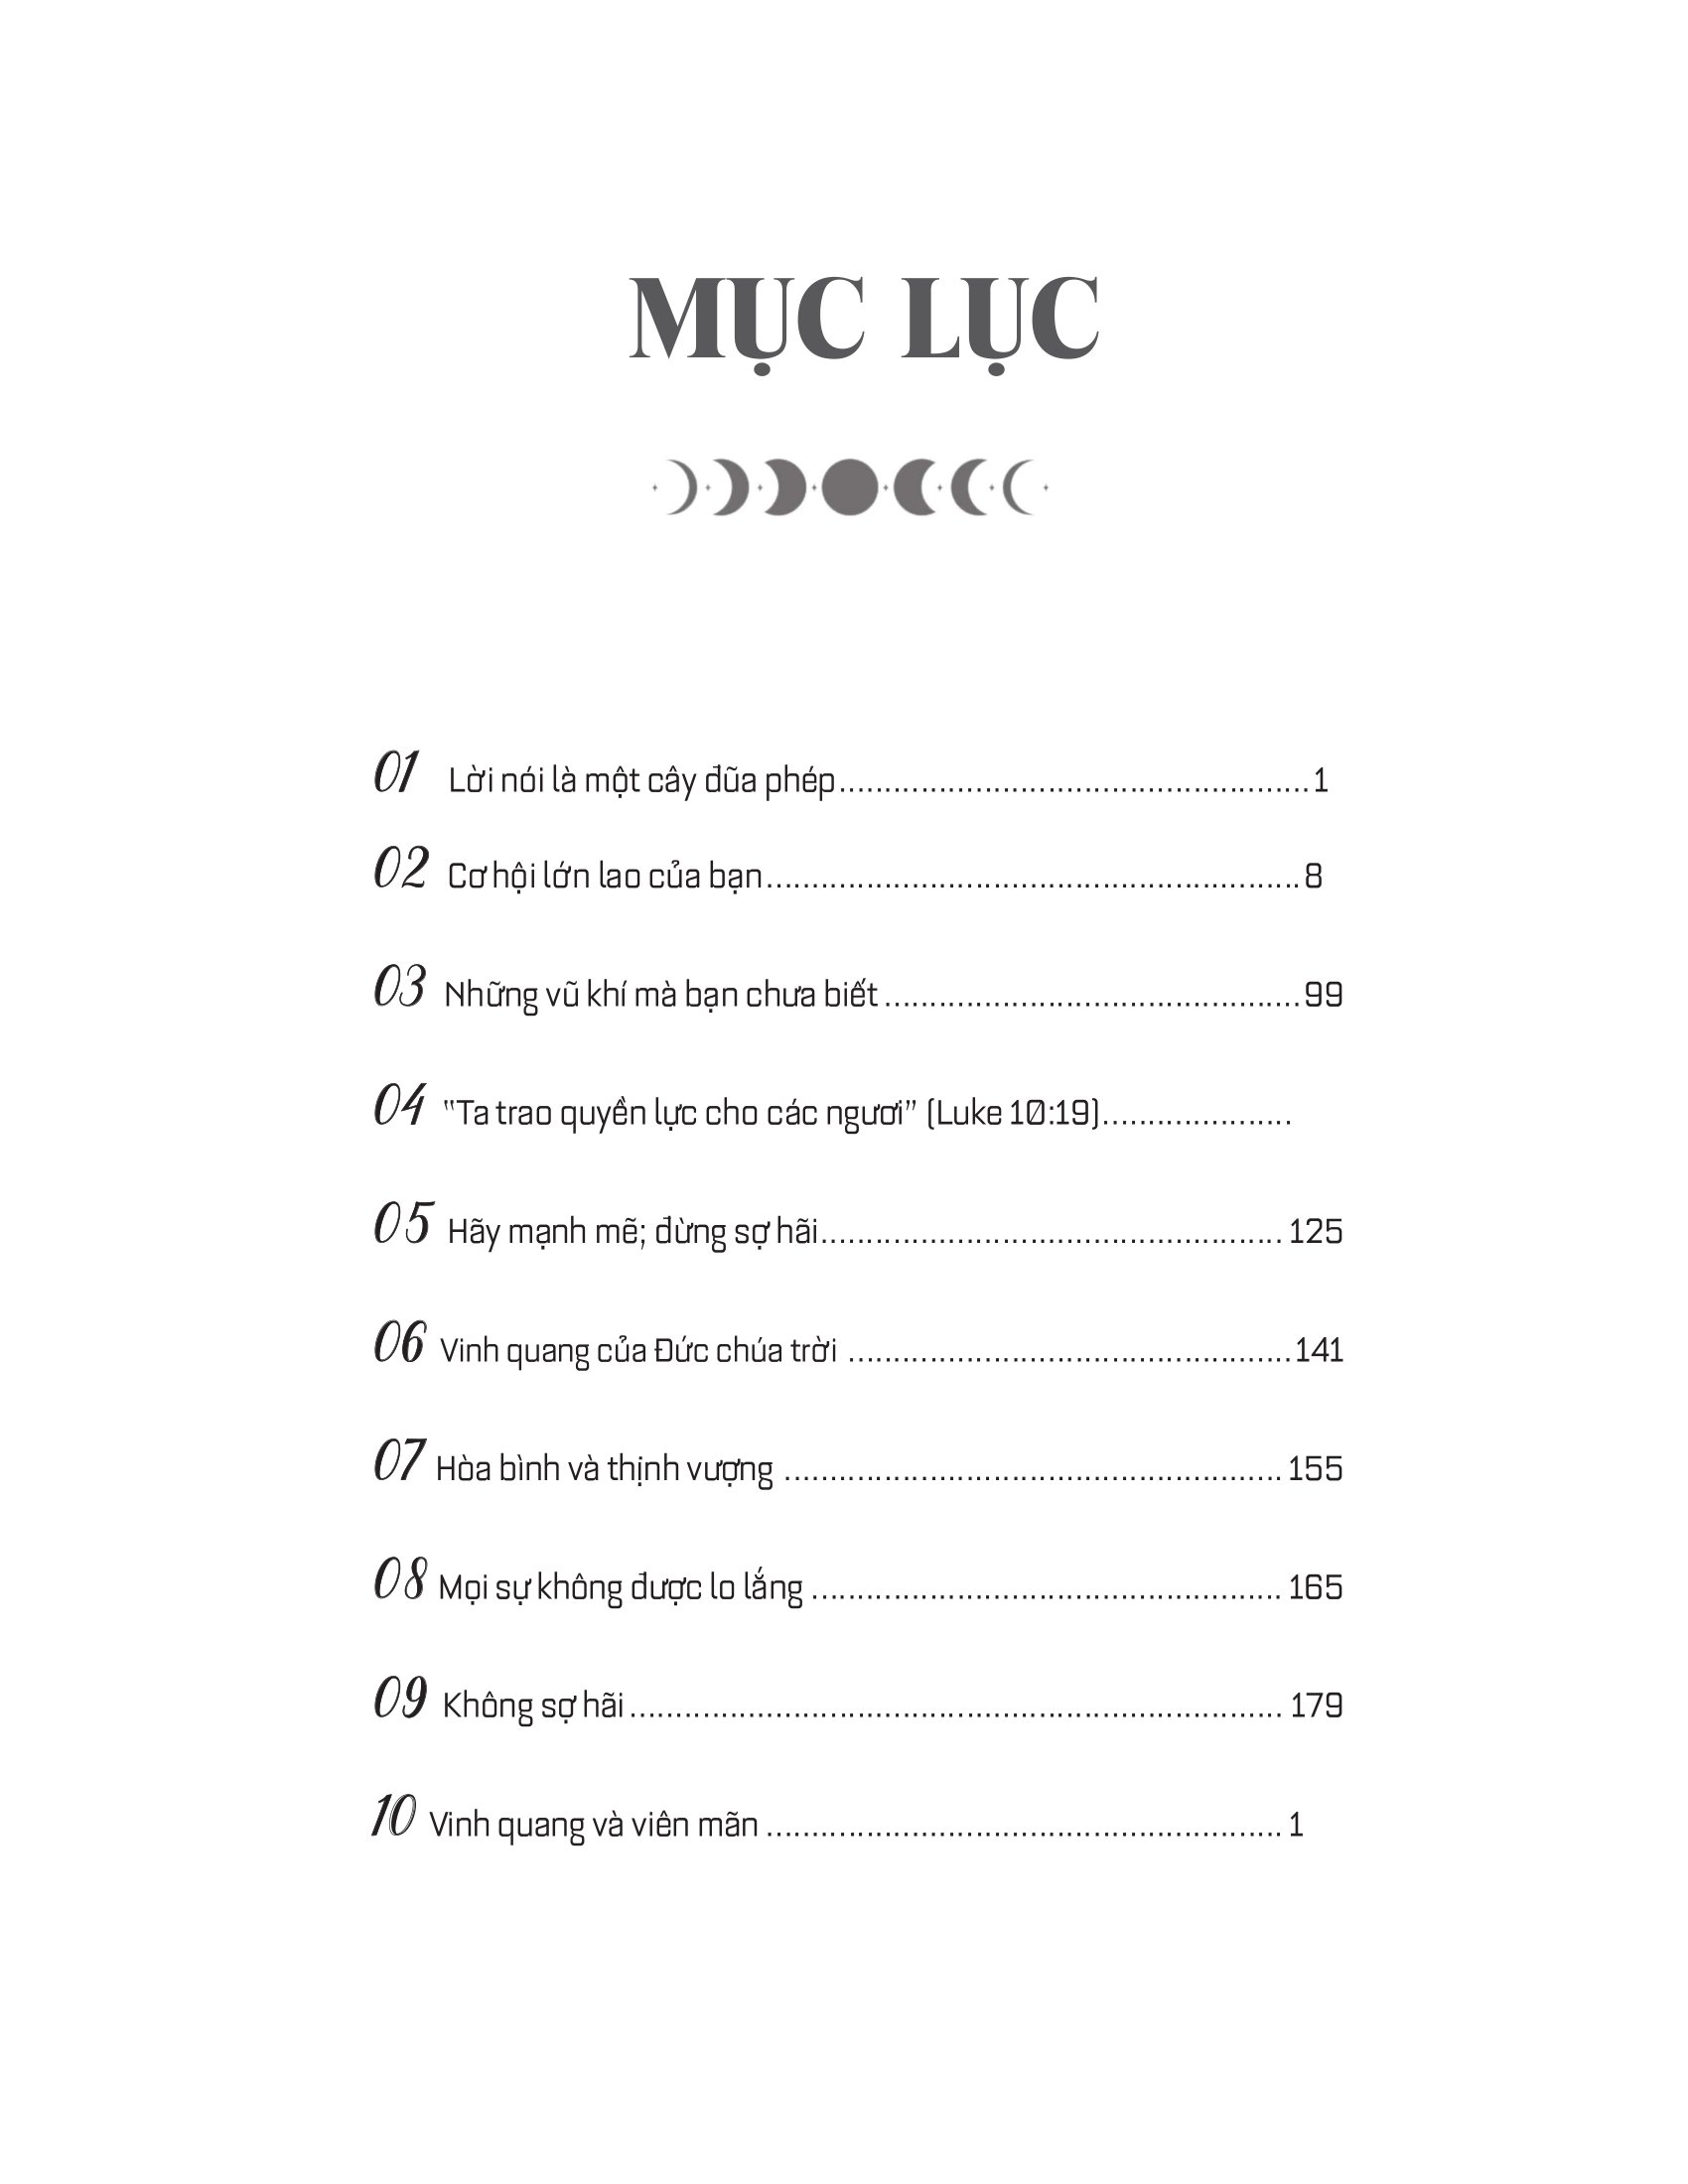 MỤC LỤC
01 Lời nói là một cây đũa phép....................................................1
02 Cơ hội lớn lao của bạn...........................................................8
03 Những vũ khí mà bạn chưa biết..............................................99
04 "Ta trao quyền lực cho các ngươi” (Luke 10:19).....................
05 Hãy mạnh mẽ; đừng sợ hãi................................................... 125
06 Vinh quang của Đức chúa trời .................................................141
07 Hòa bình và thịnh vượng ....................................................... 155
08 Mọi sự không được lo lắng .................................................... 165
09 Không sợ hãi........................................................................ 179
10 Vinh quang và viên mãn ......................................................... 1